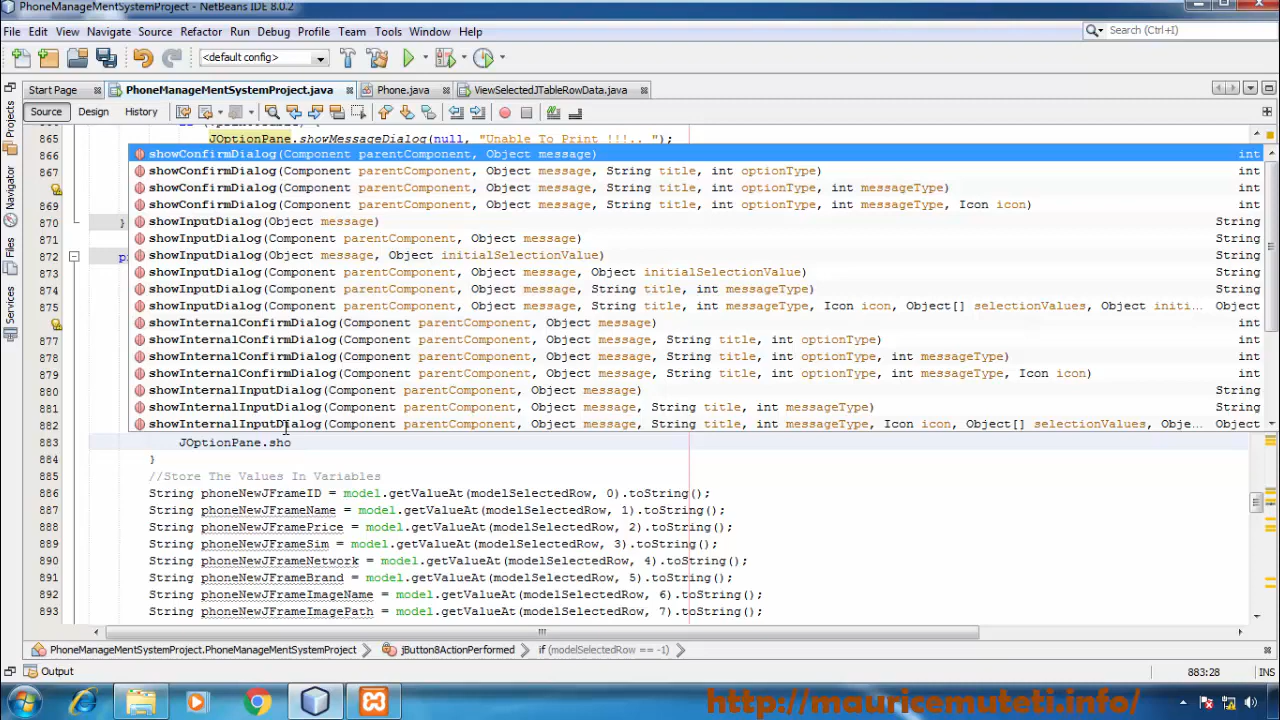 PhoneManageMentSystemProject - NetBeans IDE 8.0.2
File Edit View Navigate Source Refactor Run Debug Profile Team Tools Window Help
Search (Ctrl+I)
<default config>
Start Page PhoneManageMentSystemProject.java Phone.java ViewSelectedJTableRowData.java
Source Design History
Projects
Navigator
Files
Services
865 JOptionPane.showMessageDialog(null, "Unable To Print !!!.. ");
866 showConfirmDialog(Component parentComponent, Object message) int
867 showConfirmDialog(Component parentComponent, Object message, String title, int optionType) int
showConfirmDialog(Component parentComponent, Object message, String title, int optionType, int messageType) int
869 showConfirmDialog(Component parentComponent, Object message, String title, int optionType, int messageType, Icon icon) int
870 } showInputDialog(Object message) String
871 showInputDialog(Component parentComponent, Object message) String
872 showInputDialog(Object message, Object initialSelectionValue) String
873 showInputDialog(Component parentComponent, Object message, Object initialSelectionValue) String
874 showInputDialog(Component parentComponent, Object message, String title, int messageType) String
875 showInputDialog(Component parentComponent, Object message, String title, int messageType, Icon icon, Object[] selectionValues, Object initi... Object
showInternalConfirmDialog(Component parentComponent, Object message) int
877 showInternalConfirmDialog(Component parentComponent, Object message, String title, int optionType) int
878 showInternalConfirmDialog(Component parentComponent, Object message, String title, int optionType, int messageType) int
879 showInternalConfirmDialog(Component parentComponent, Object message, String title, int optionType, int messageType, Icon icon) int
880 showInternalInputDialog(Component parentComponent, Object message) String
881 showInternalInputDialog(Component parentComponent, Object message, String title, int messageType) String
882 showInternalInputDialog(Component parentComponent, Object message, String title, int messageType, Icon icon, Object[] selectionValues, Obje... Object
883 JOptionPane.sho
884 }
885 //Store The Values In Variables
886 String phoneNewJFrameID = model.getValueAt(modelSelectedRow, 0).toString();
887 String phoneNewJFrameName = model.getValueAt(modelSelectedRow, 1).toString();
888 String phoneNewJFramePrice = model.getValueAt(modelSelectedRow, 2).toString();
889 String phoneNewJFrameSim = model.getValueAt(modelSelectedRow, 3).toString();
890 String phoneNewJFrameNetwork = model.getValueAt(modelSelectedRow, 4).toString();
891 String phoneNewJFrameBrand = model.getValueAt(modelSelectedRow, 5).toString();
892 String phoneNewJFrameImageName = model.getValueAt(modelSelectedRow, 6).toString();
893 String phoneNewJFrameImagePath = model.getValueAt(modelSelectedRow, 7).toString();
PhoneManageMentSystemProject.PhoneManageMentSystemProject jButton8ActionPerformed if (modelSelectedRow == -1)
Output
883:28 INS
http://mauricemuteti.info/